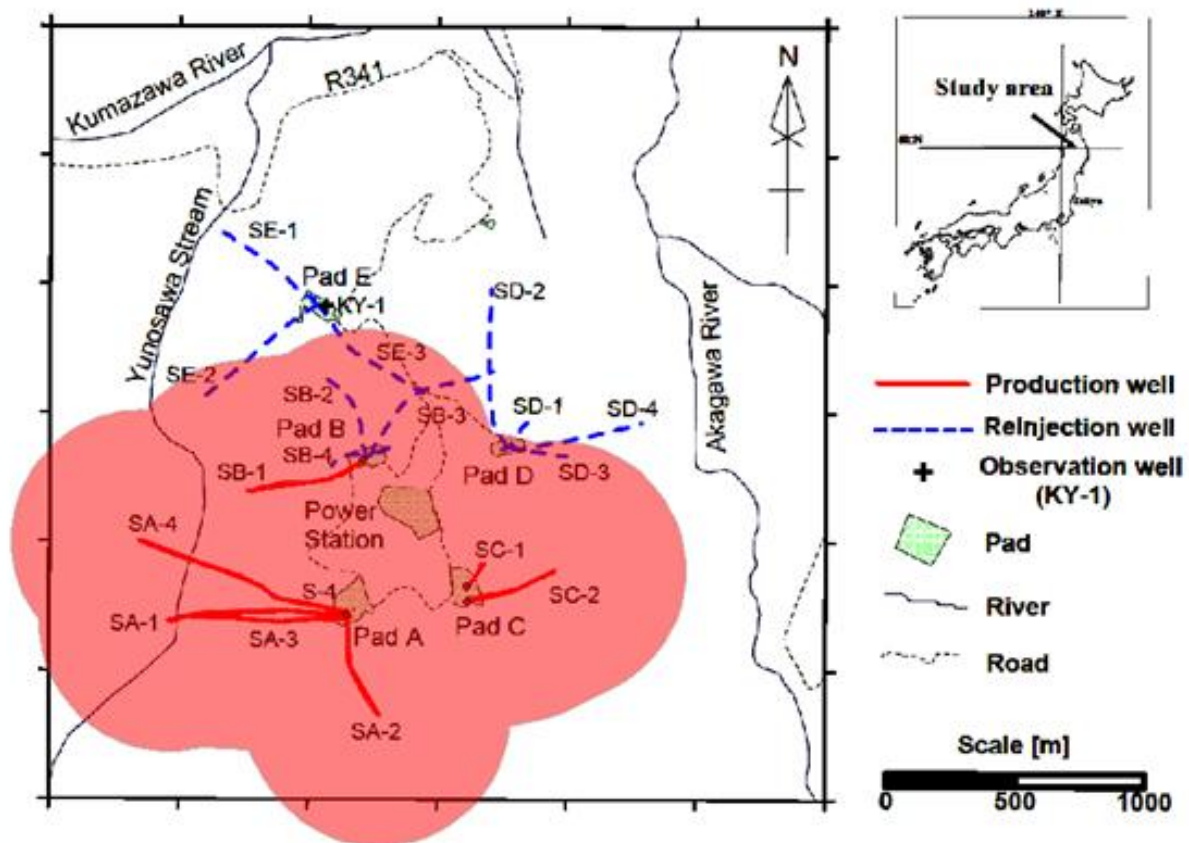 Kumazawa River
R341
N
Yunosawa Stream
Akagawa River
SE-1
Pad E
KY-1
SD-2
SE-3
SE-2
SB-2
SB-3
SD-1
SD-4
Pad B
SB-4
Pad D
SD-3
SB-1
Power
Station
SA-4
SC-1
S-4
SC-2
SA-1
SA-3
Pad A
Pad C
SA-2
Study area
Production well
Reinjection well
Observation well
(KY-1)
Pad
River
Road
Scale [m]
0 500 1000